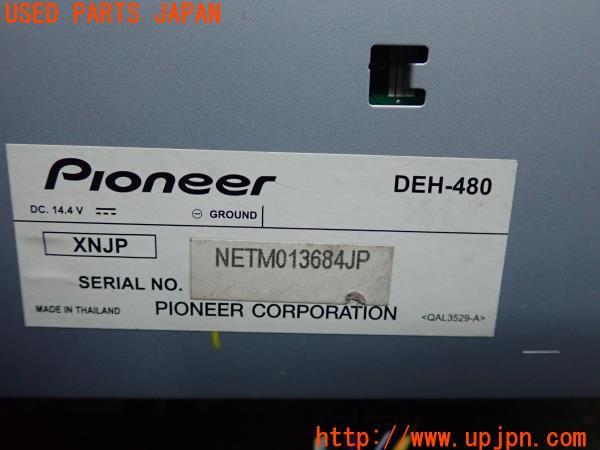 USED PARTS JAPAN
Pioneer
DEH-480
DC. 14.4 V
GROUND
XNJP
SERIAL NO. NETM013684JP
MADE IN THAILAND PIONEER CORPORATION <QAL3529-A>
http://www.upjpn.com